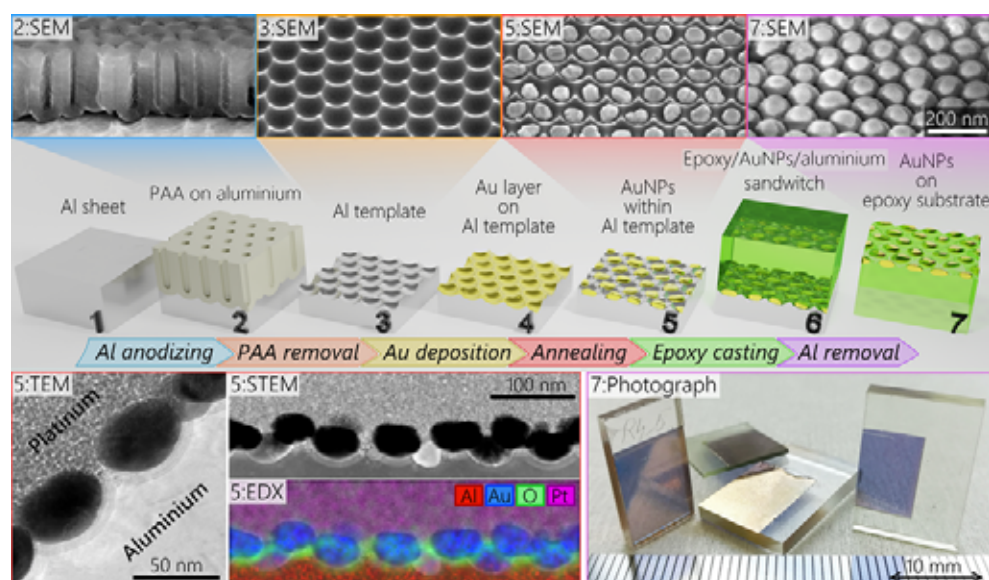 2:SEM
3:SEM
5:SEM
7:SEM
200 nm
Al sheet
PAA on aluminium
Al template
Au layer
on
Al template
AuNPs
within
Al template
Epoxy/AuNPs/aluminium
sandwitch
AuNPs
on
epoxy substrate
1
2
3
4
5
6
7
Al anodizing
PAA removal
Au deposition
Annealing
Epoxy casting
Al removal
5:TEM
Platinum
Aluminium
50 nm
5:STEM
100 nm
5:EDX
Al Au O Pt
7:Photograph
10 mm